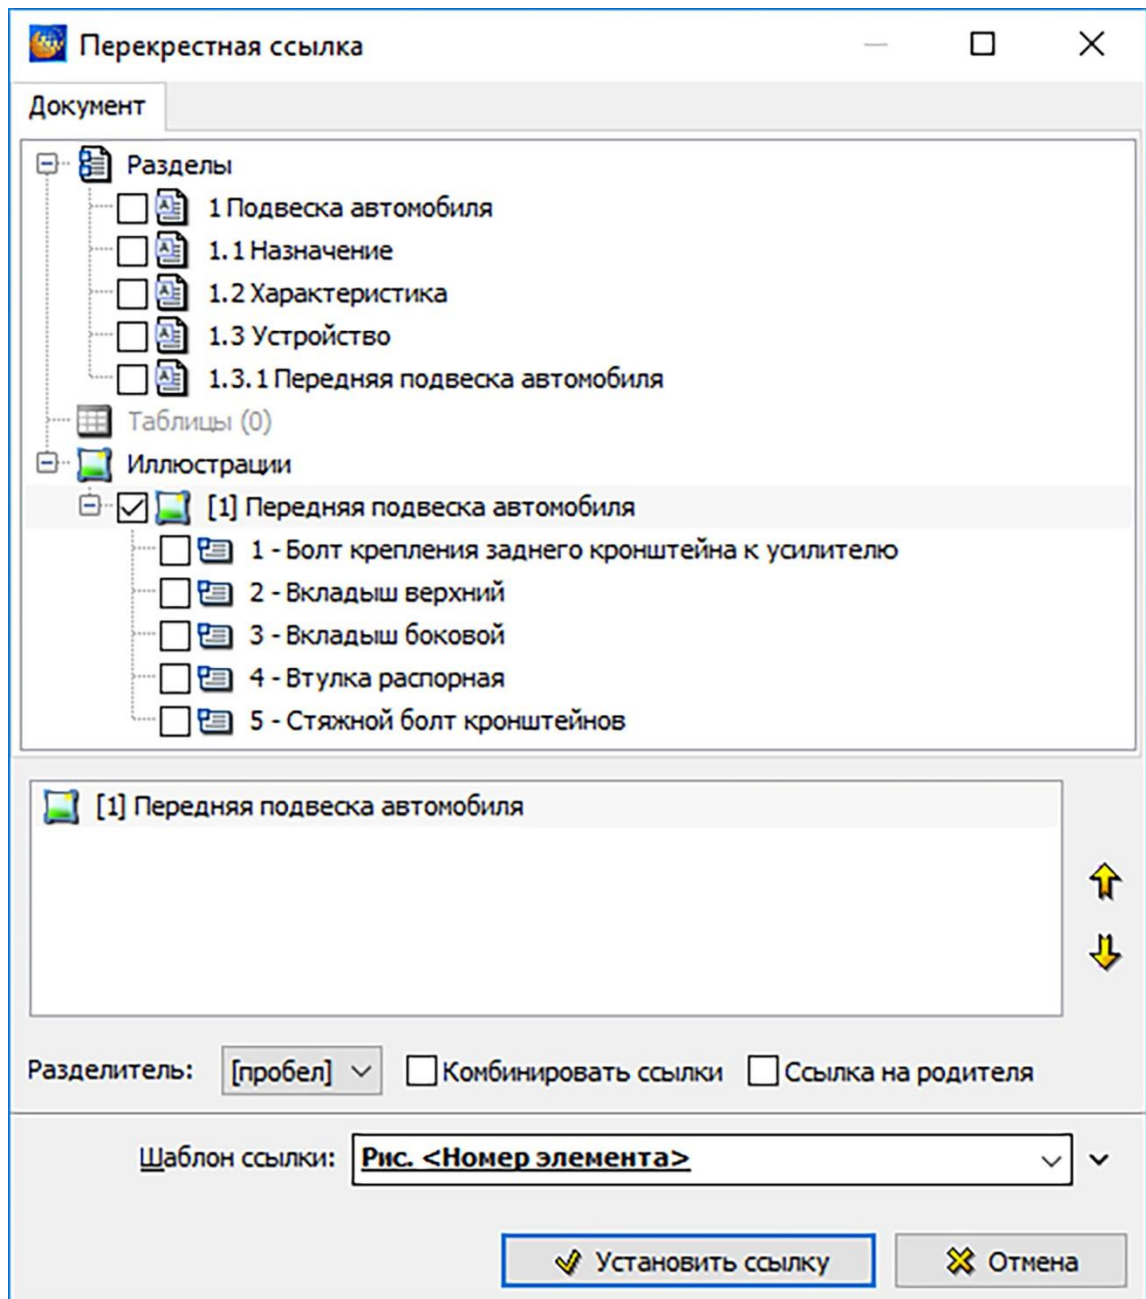 Перекрестная ссылка
Документ
Разделы
1 Подвеска автомобиля
1.1 Назначение
1.2 Характеристика
1.3 Устройство
1.3.1 Передняя подвеска автомобиля
Таблицы (0)
Иллюстрации
[1] Передняя подвеска автомобиля
1 - Болт крепления заднего кронштейна к усилителю
2 - Вкладыш верхний
3 - Вкладыш боковой
4 - Втулка распорная
5 - Стяжной болт кронштейнов
[1] Передняя подвеска автомобиля
Разделитель: [пробел] Комбинировать ссылки Ссылка на родителя
Шаблон ссылки: Рис. <Номер элемента>
Установить ссылку Отмена